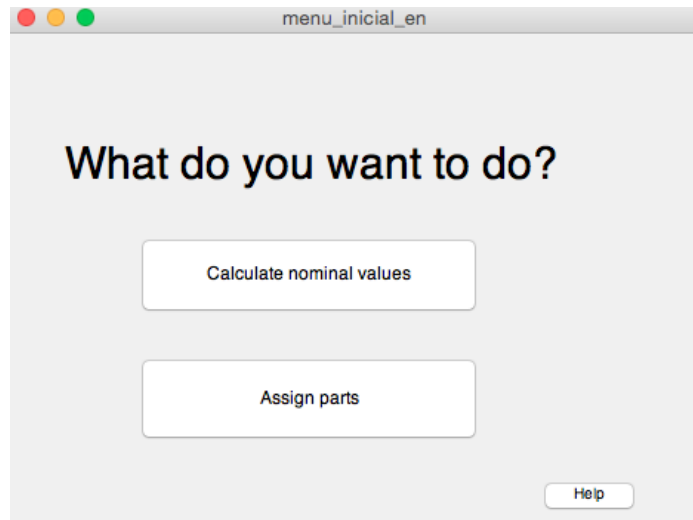 menu_inicial_en
What do you want to do?
Calculate nominal values
Assign parts
Help